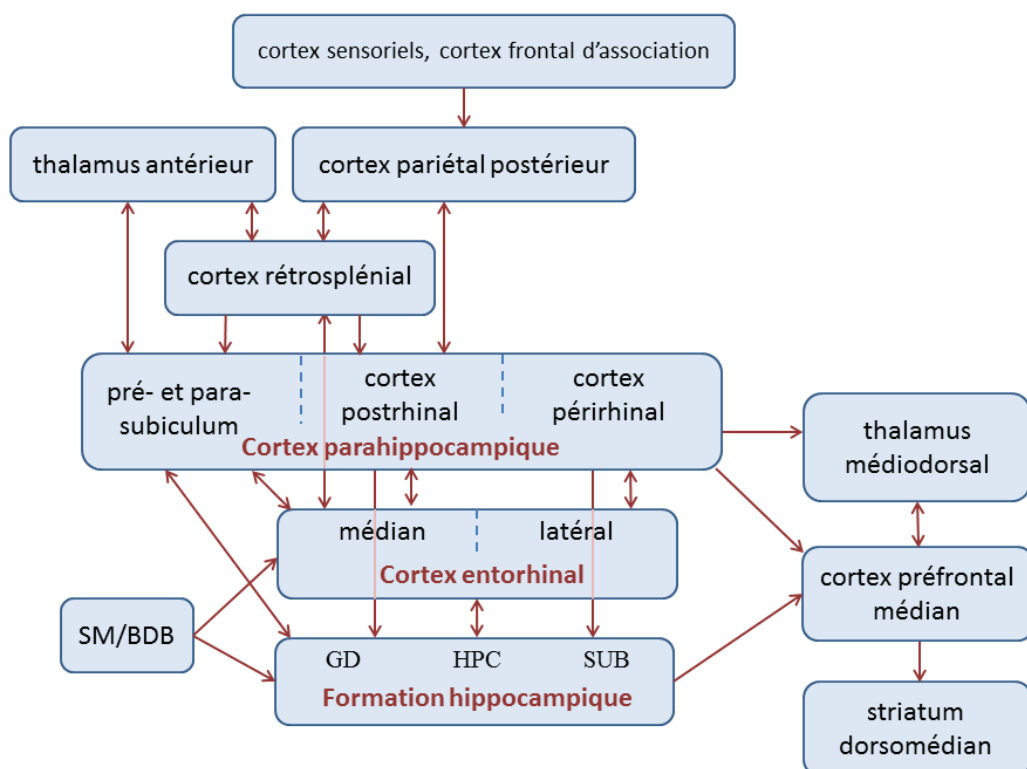 cortex sensoriels, cortex frontal d’association
thalamus antérieur
cortex pariétal postérieur
cortex rétrosplénial
pré- et para-
subiculum
cortex
postrhinal
cortex
périrhinal
Cortex parahippocampique
thalamus
médiodorsal
médian
latéral
Cortex entorhinal
cortex préfrontal
médian
SM/BDB
GD HPC SUB
Formation hippocampique
striatum
dorsomédian